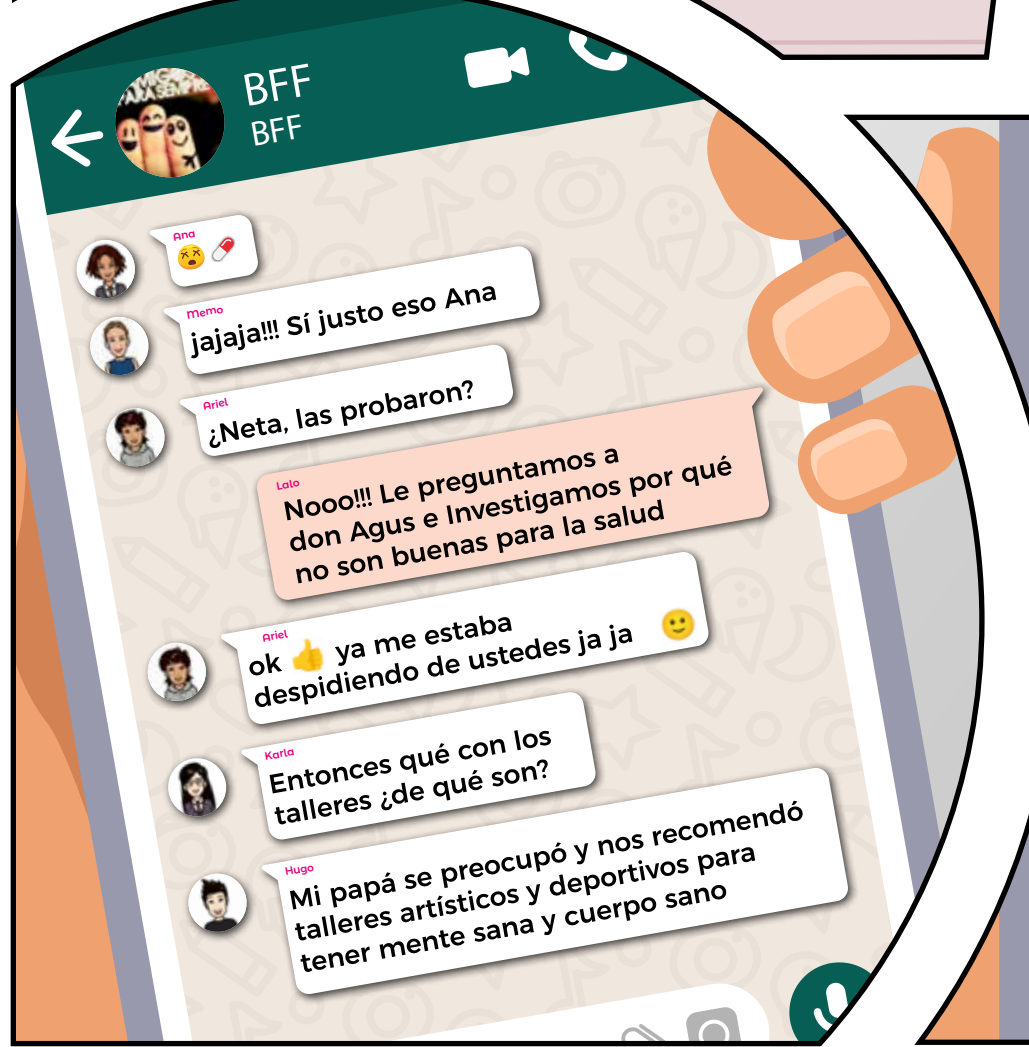 AMIGAS
PARA SEMPRE
BFF
BFF
Ana
😵💊
Memo
jajaja!!! Sí justo eso Ana
Ariel
¿Neta, las probaron?
Lalo
Nooo!!! Le preguntamos a
don Agus e Investigamos por qué
no son buenas para la salud
Ariel
ok 👍 ya me estaba
despidiendo de ustedes ja ja 🙂
Karla
Entonces qué con los
talleres ¿de qué son?
Hugo
Mi papá se preocupó y nos recomendó
talleres artísticos y deportivos para
tener mente sana y cuerpo sano